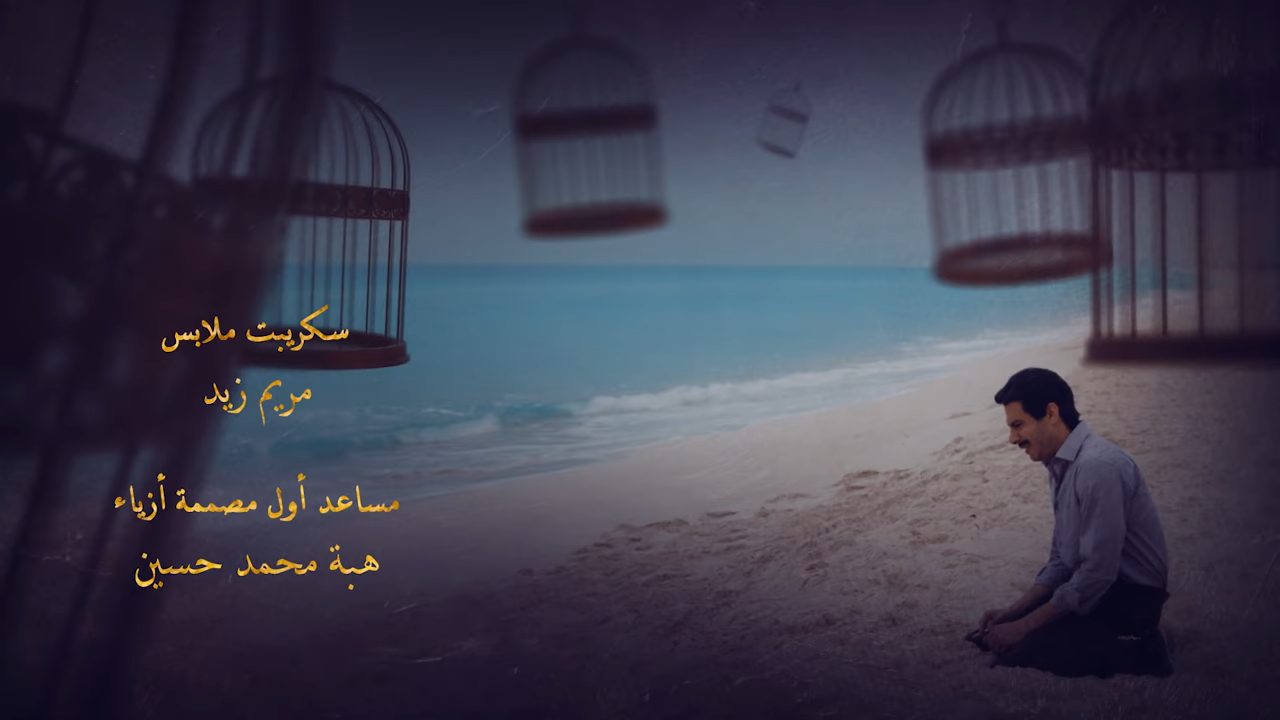 سكريبت ملابس
مريم زيد
مساعد أول مصممة أزياء
هبة محمد حسين